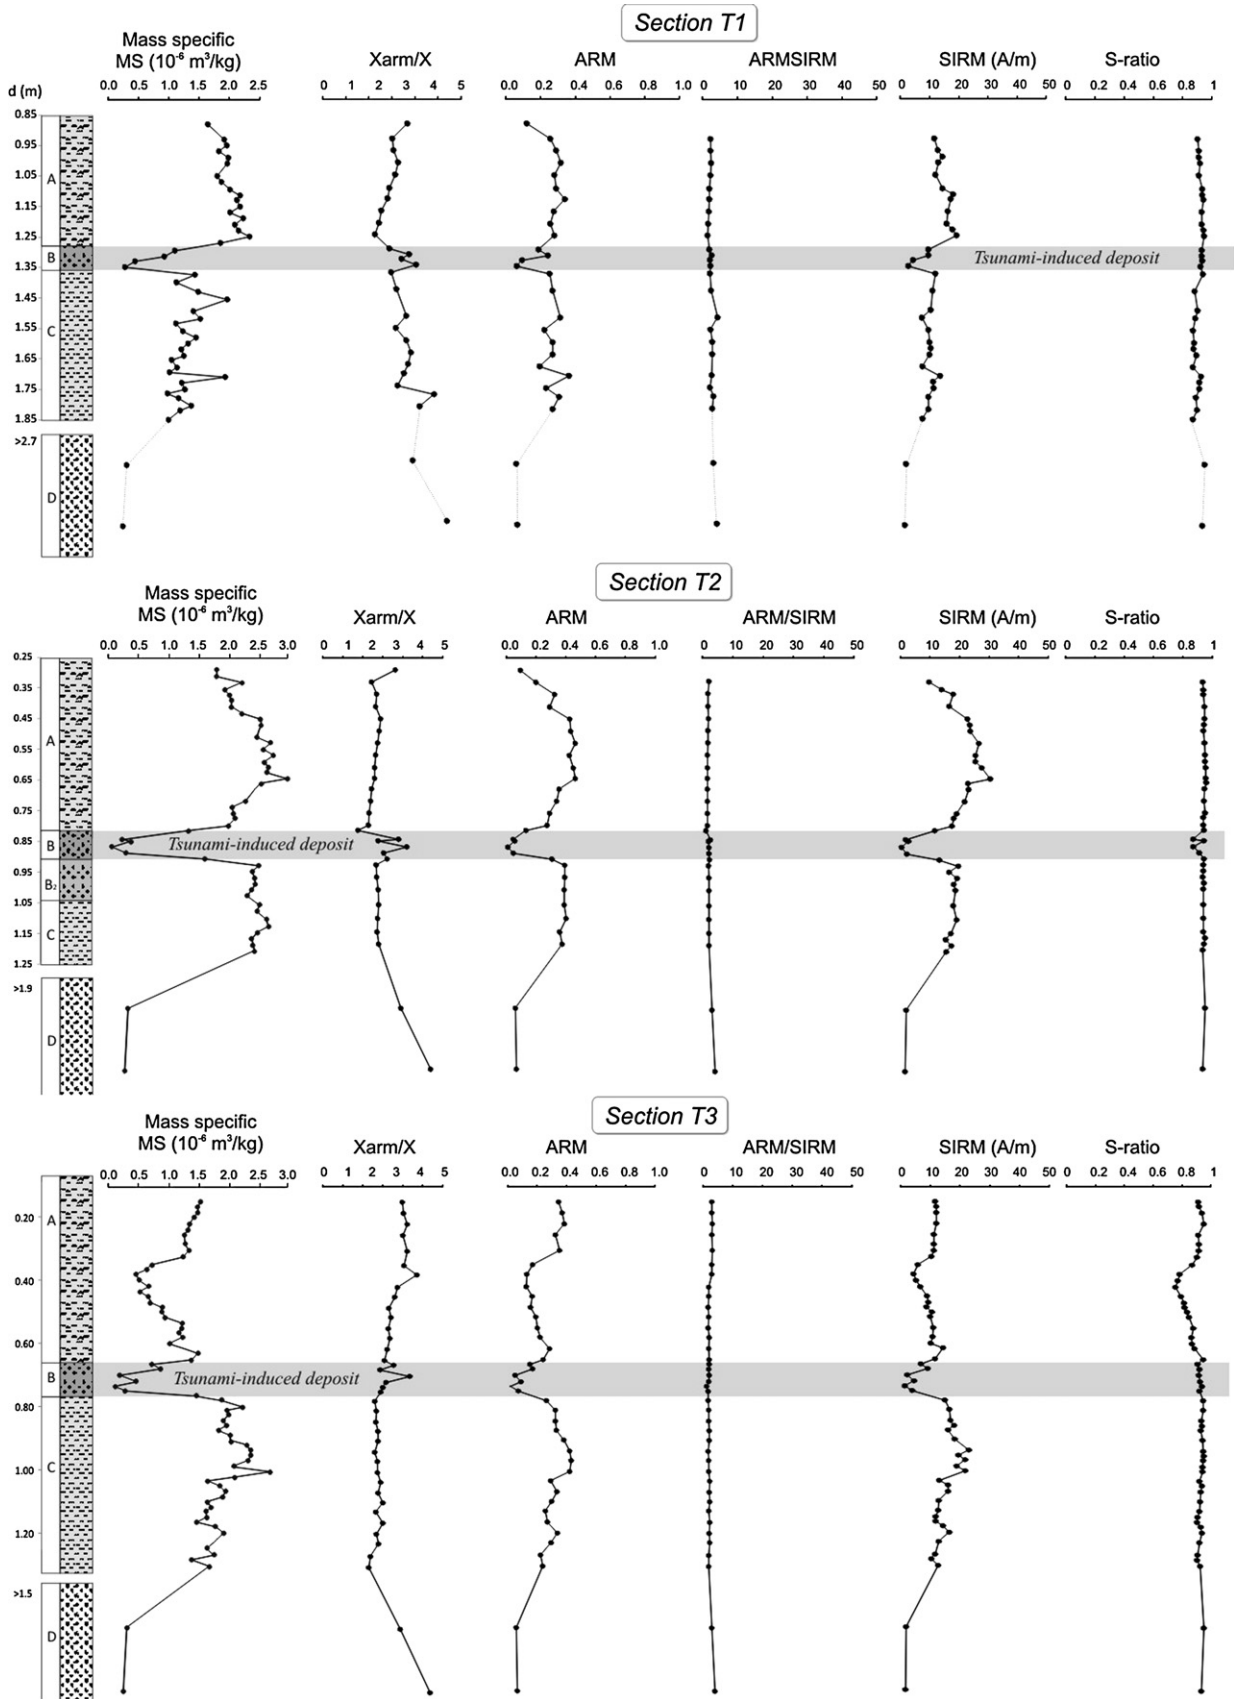 Section T1
Mass specific
MS (10⁻⁶ m³/kg) Xarm/X ARM ARMSIRM SIRM (A/m) S-ratio
d (m) 0.0 0.5 1.0 1.5 2.0 2.5 0 1 2 3 4 5 0.0 0.2 0.4 0.6 0.8 1.0 0 10 20 30 40 50 0 10 20 30 40 50 0 0.2 0.4 0.6 0.8 1
0.85
0.95
1.05
A
1.15
1.25
B Tsunami-induced deposit
1.35
1.45
1.55
C
1.65
1.75
1.85
>2.7
D
Section T2
Mass specific
MS (10⁻⁶ m³/kg) Xarm/X ARM ARM/SIRM SIRM (A/m) S-ratio
0.0 0.5 1.0 1.5 2.0 2.5 3.0 0 1 2 3 4 5 0.0 0.2 0.4 0.6 0.8 1.0 0 10 20 30 40 50 0 10 20 30 40 50 0 0.2 0.4 0.6 0.8 1
0.25
0.35
0.45
A
0.55
0.65
0.75
0.85 B Tsunami-induced deposit
0.95
B₂
1.05
C
1.15
1.25
>1.9
D
Section T3
Mass specific
MS (10⁻⁶ m³/kg) Xarm/X ARM ARM/SIRM SIRM (A/m) S-ratio
0.0 0.5 1.0 1.5 2.0 2.5 3.0 0 1 2 3 4 5 0.0 0.2 0.4 0.6 0.8 1.0 0 10 20 30 40 50 0 10 20 30 40 50 0 0.2 0.4 0.6 0.8 1
0.20 A
0.40
0.60
B Tsunami-induced deposit
0.80
1.00 C
1.20
>1.5
D